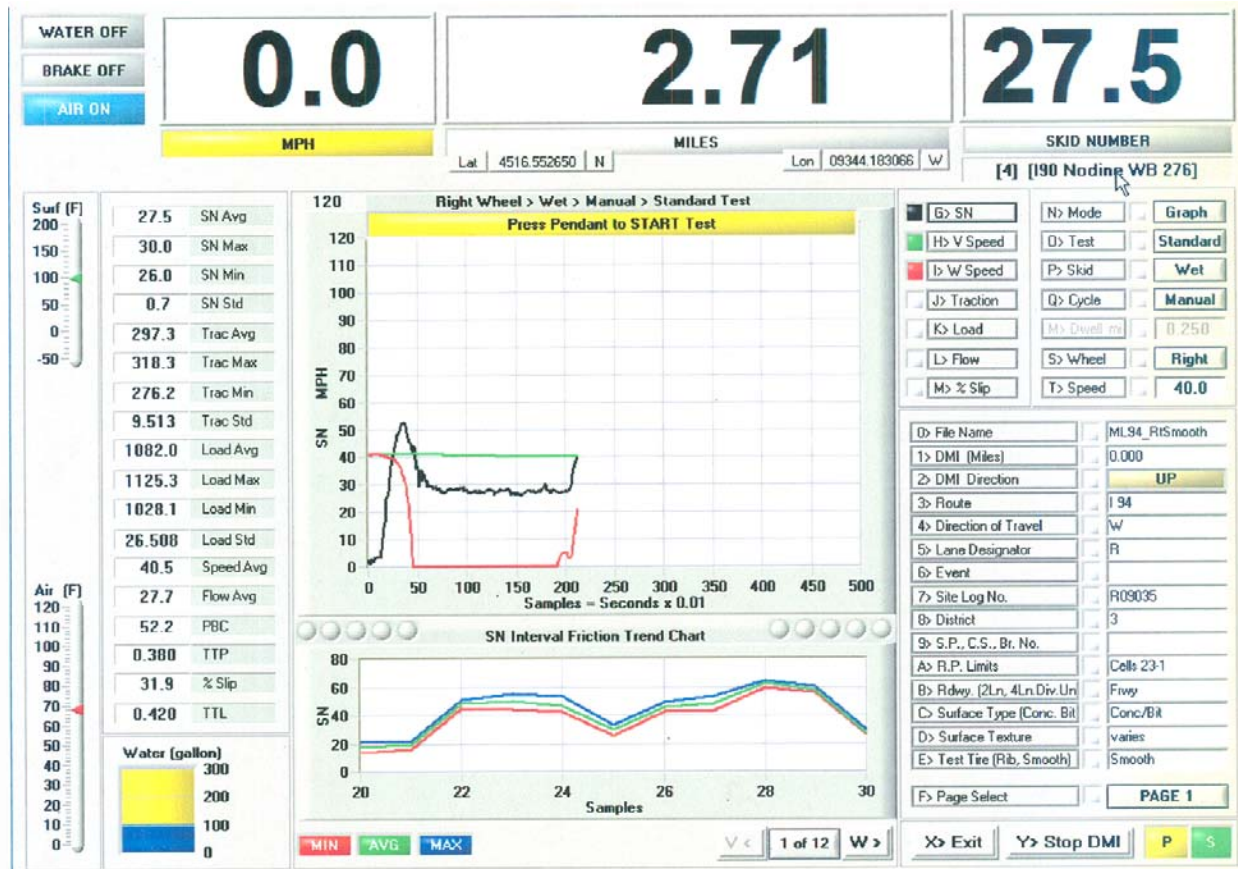 WATER OFF
BRAKE OFF
AIR ON
0.0
MPH
2.71
MILES
Lat 4516.552650 N
Lon 09344.183066 W
27.5
SKID NUMBER
[4] [I90 Nodine WB 276]
Surf (F)
200
150
100
50
0
-50
Air (F)
120
110
100
90
80
70
60
50
40
30
20
10
0
27.5 SN Avg
30.0 SN Max
26.0 SN Min
0.7 SN Std
297.3 Trac Avg
318.3 Trac Max
276.2 Trac Min
9.513 Trac Std
1082.0 Load Avg
1125.3 Load Max
1028.1 Load Min
26.508 Load Std
40.5 Speed Avg
27.7 Flow Avg
52.2 PBC
0.380 TTP
31.9 % Slip
0.420 TTL
Water (gallon)
300
200
100
0
120 Right Wheel > Wet > Manual > Standard Test
Press Pendant to START Test
120
110
100
90
80
70
60
50
40
30
20
10
0
SN MPH
0 50 100 150 200 250 300 350 400 450 500
Samples = Seconds x 0.01
SN Interval Friction Trend Chart
80
60
40
20
0
SN
20 22 24 26 28 30
Samples
MIN AVG MAX
V < 1 of 12 W >
G> SN
H> V Speed
I> W Speed
J> Traction
K> Load
L> Flow
M> % Slip
N> Mode Graph
O> Test Standard
P> Skid Wet
Q> Cycle Manual
M> Dwell mi 0.250
S> Wheel Right
T> Speed 40.0
0> File Name ML94_RtSmooth
1> DMI (Miles) 0.000
2> DMI Direction UP
3> Route I 94
4> Direction of Travel W
5> Lane Designator R
6> Event
7> Site Log No. R09035
8> District 3
9> S.P., C.S., Br. No.
A> R.P. Limits Cells 23-1
B> Rdwy. (2Ln, 4Ln.Div.Un Frwy
C> Surface Type (Conc. Bit Conc/Bit
D> Surface Texture varies
E> Test Tire (Rib, Smooth) Smooth
F> Page Select PAGE 1
X> Exit Y> Stop DMI P S